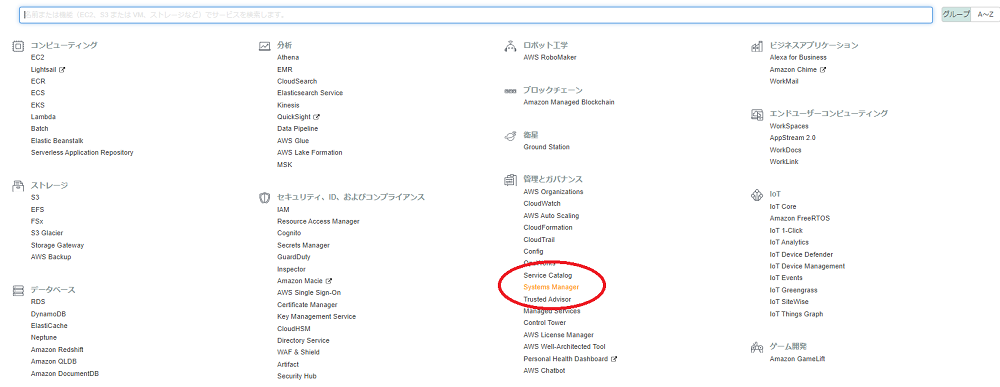 名前または機能（EC2、S3 または VM、ストレージなど）でサービスを検索します。
グループ
A～Z
コンピューティング
EC2
Lightsail
ECR
ECS
EKS
Lambda
Batch
Elastic Beanstalk
Serverless Application Repository
ストレージ
S3
EFS
FSx
S3 Glacier
Storage Gateway
AWS Backup
データベース
RDS
DynamoDB
ElastiCache
Neptune
Amazon Redshift
Amazon QLDB
Amazon DocumentDB
分析
Athena
EMR
CloudSearch
Elasticsearch Service
Kinesis
QuickSight
Data Pipeline
AWS Glue
AWS Lake Formation
MSK
セキュリティ、ID、およびコンプライアンス
IAM
Resource Access Manager
Cognito
Secrets Manager
GuardDuty
Inspector
Amazon Macie
AWS Single Sign-On
Certificate Manager
Key Management Service
CloudHSM
Directory Service
WAF & Shield
Artifact
Security Hub
ロボット工学
AWS RoboMaker
ブロックチェーン
Amazon Managed Blockchain
衛星
Ground Station
管理とガバナンス
AWS Organizations
CloudWatch
AWS Auto Scaling
CloudFormation
CloudTrail
Config
OpsWorks
Service Catalog
Systems Manager
Trusted Advisor
Managed Services
Control Tower
AWS License Manager
AWS Well-Architected Tool
Personal Health Dashboard
AWS Chatbot
ビジネスアプリケーション
Alexa for Business
Amazon Chime
WorkMail
エンドユーザーコンピューティング
WorkSpaces
AppStream 2.0
WorkDocs
WorkLink
IoT
IoT Core
Amazon FreeRTOS
IoT 1-Click
IoT Analytics
IoT Device Defender
IoT Device Management
IoT Events
IoT Greengrass
IoT SiteWise
IoT Things Graph
ゲーム開発
Amazon GameLift